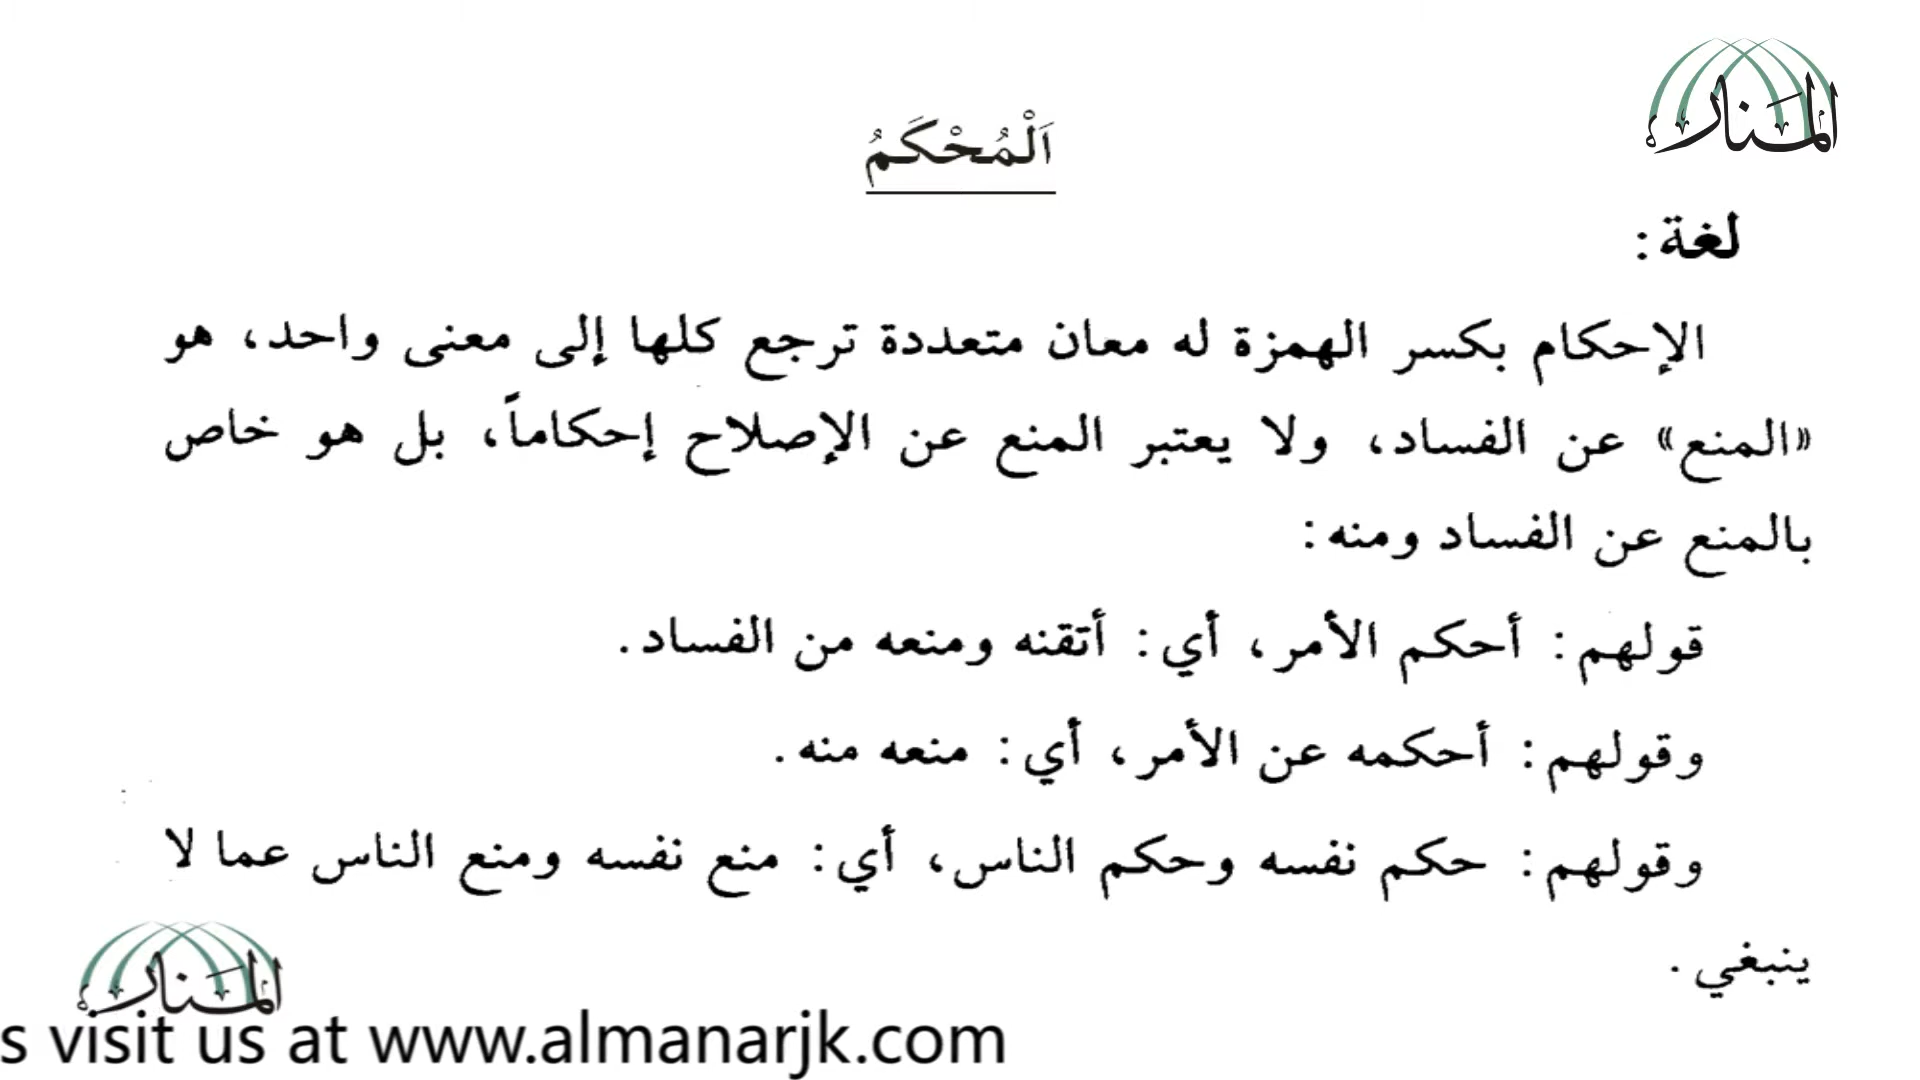 المنار
اَلْمُحْكَمُ
لغة:
الإحكام بكسر الهمزة له معان متعددة ترجع كلها إلى معنى واحد، هو
«المنع» عن الفساد، ولا يعتبر المنع عن الإصلاح إحكاماً، بل هو خاص
بالمنع عن الفساد ومنه:
قولهم: أحكم الأمر، أي: أتقنه ومنعه من الفساد.
وقولهم: أحكمه عن الأمر، أي: منعه منه.
وقولهم: حكم نفسه وحكم الناس، أي: منع نفسه ومنع الناس عما لا
ينبغي.
المنار
s visit us at www.almanarjk.com